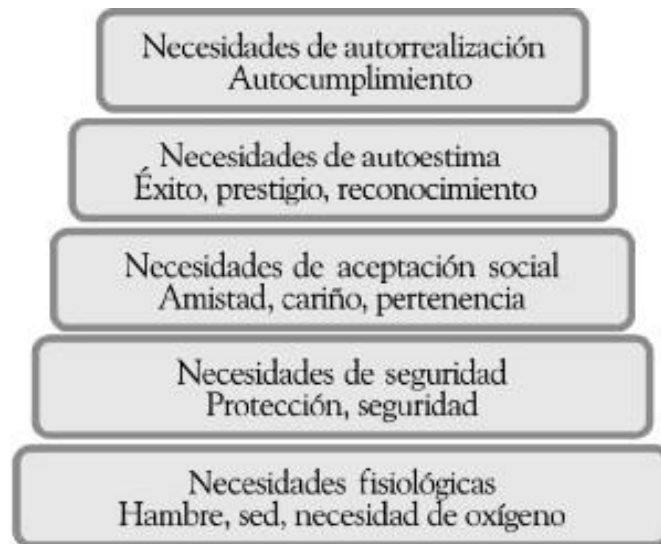 Necesidades de autorrealización
Autocumplimiento
Necesidades de autoestima
Éxito, prestigio, reconocimiento
Necesidades de aceptación social
Amistad, cariño, pertenencia
Necesidades de seguridad
Protección, seguridad
Necesidades fisiológicas
Hambre, sed, necesidad de oxígeno